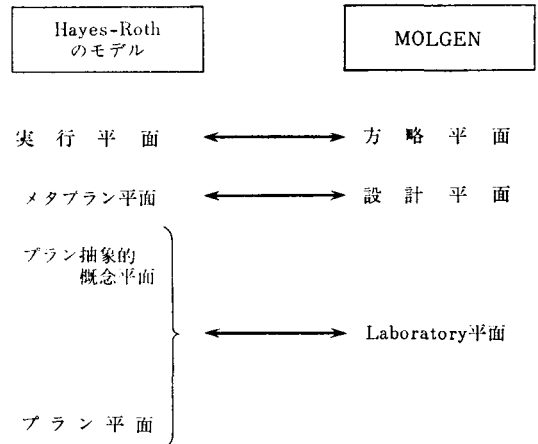 Hayes-Roth
のモデル
MOLGEN
実行平面
方略平面
メタプラン平面
設計平面
プラン抽象的
概念平面
Laboratory平面
プラン平面